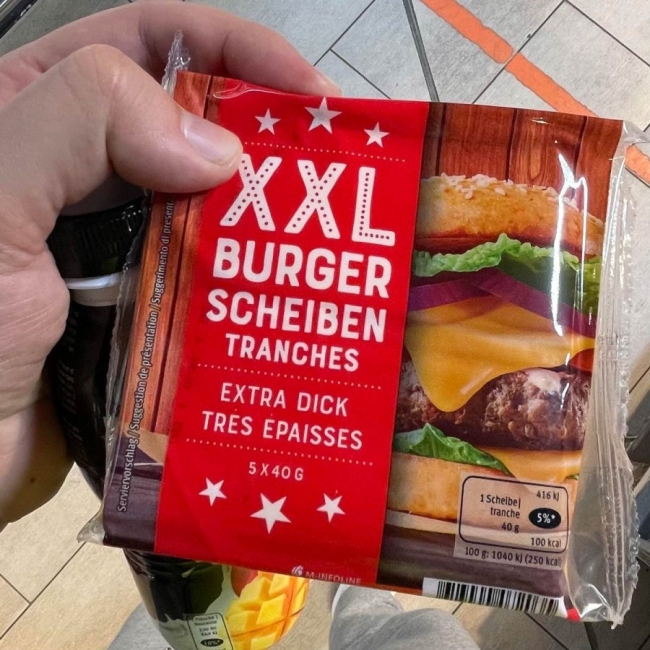 XXL
BURGER
SCHEIBEN
TRANCHES
EXTRA DICK
TRES EPAISSES
5 X 40 G
M-INFOLINE
Serviervorschlag / Suggestion de présentation / Suggerimento di present
1 Scheibe|
tranche
40 g
416 kJ
5%*
100 kcal
100 g: 1040 kJ (250 kcal